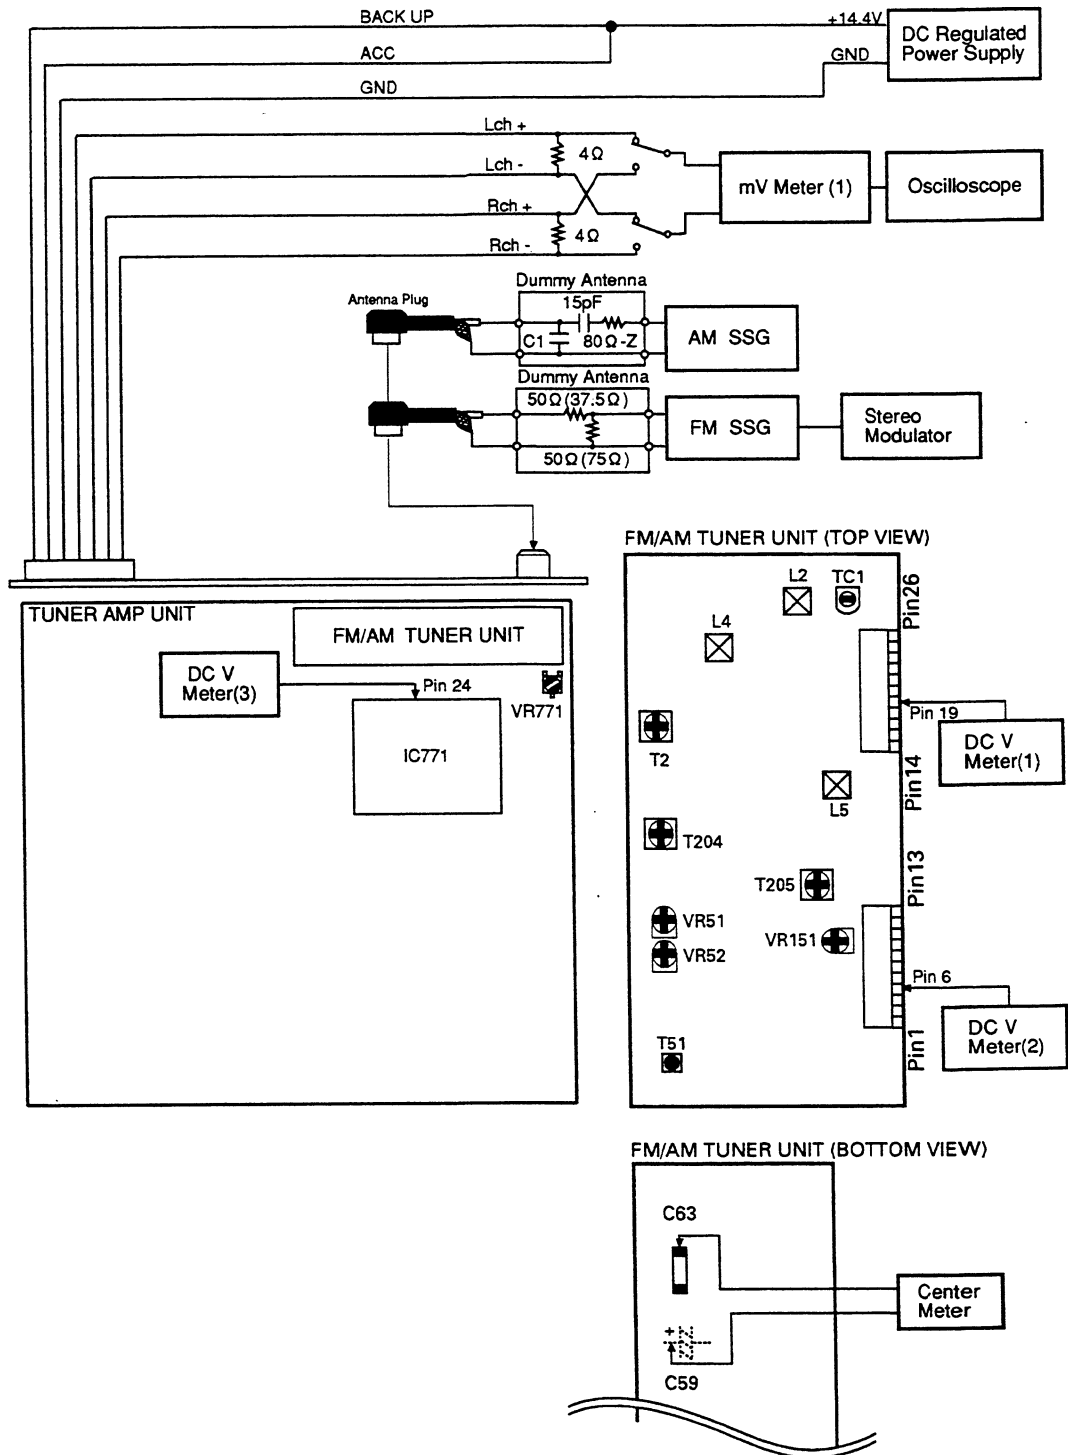 BACK UP
+14.4V
DC Regulated
Power Supply
ACC
GND
GND
Lch +
4Ω
Lch -
mV Meter (1)
Oscilloscope
Rch +
4Ω
Rch -
Dummy Antenna
Antenna Plug
15pF
C1
80Ω-Z
AM SSG
Dummy Antenna
50Ω(37.5Ω)
FM SSG
Stereo
Modulator
50Ω(75Ω)
FM/AM TUNER UNIT (TOP VIEW)
L2
TC1
Pin26
TUNER AMP UNIT
FM/AM TUNER UNIT
L4
DC V
Meter(3)
Pin 24
VR771
Pin 19
IC771
T2
DC V
Meter(1)
Pin14
L5
T204
Pin13
T205
VR51
VR151
VR52
Pin 6
DC V
Meter(2)
Pin1
T51
FM/AM TUNER UNIT (BOTTOM VIEW)
C63
Center
Meter
+
C59